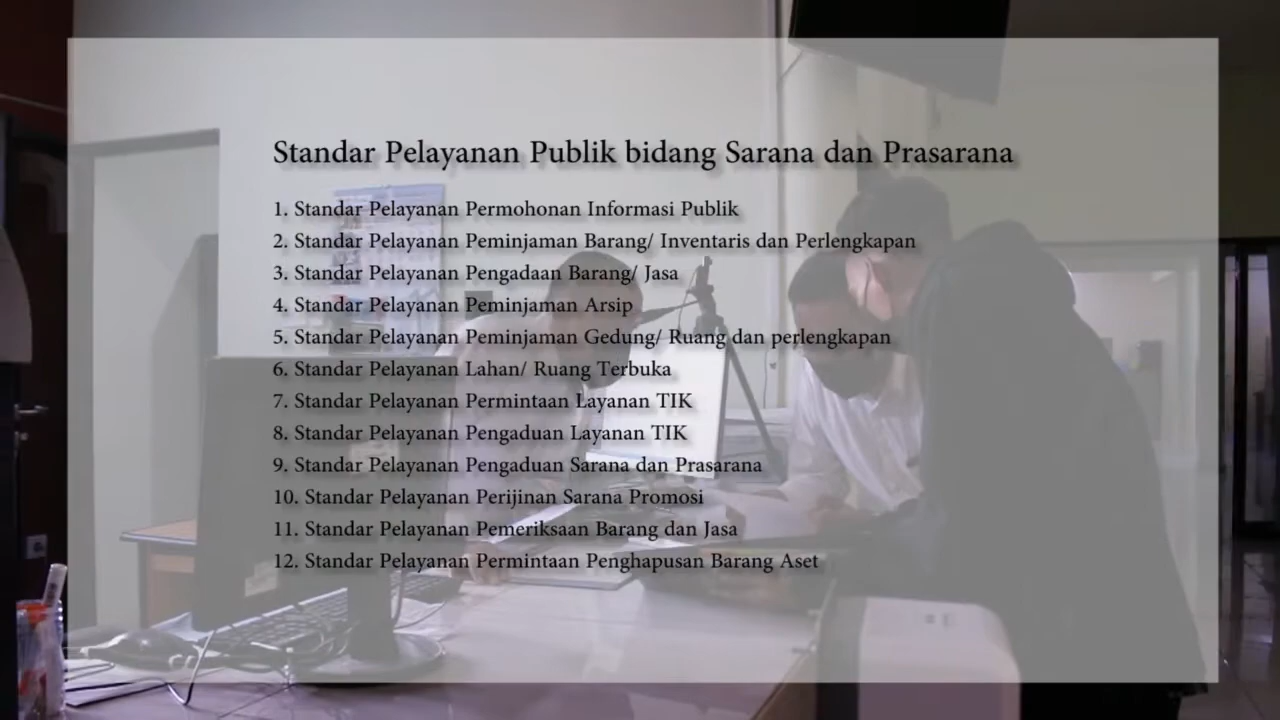 Standar Pelayanan Publik bidang Sarana dan Prasarana
1. Standar Pelayanan Permohonan Informasi Publik
2. Standar Pelayanan Peminjaman Barang/ Inventaris dan Perlengkapan
3. Standar Pelayanan Pengadaan Barang/ Jasa
4. Standar Pelayanan Peminjaman Arsip
5. Standar Pelayanan Peminjaman Gedung/ Ruang dan perlengkapan
6. Standar Pelayanan Lahan/ Ruang Terbuka
7. Standar Pelayanan Permintaan Layanan TIK
8. Standar Pelayanan Pengaduan Layanan TIK
9. Standar Pelayanan Pengaduan Sarana dan Prasarana
10. Standar Pelayanan Perijinan Sarana Promosi
11. Standar Pelayanan Pemeriksaan Barang dan Jasa
12. Standar Pelayanan Permintaan Penghapusan Barang Aset